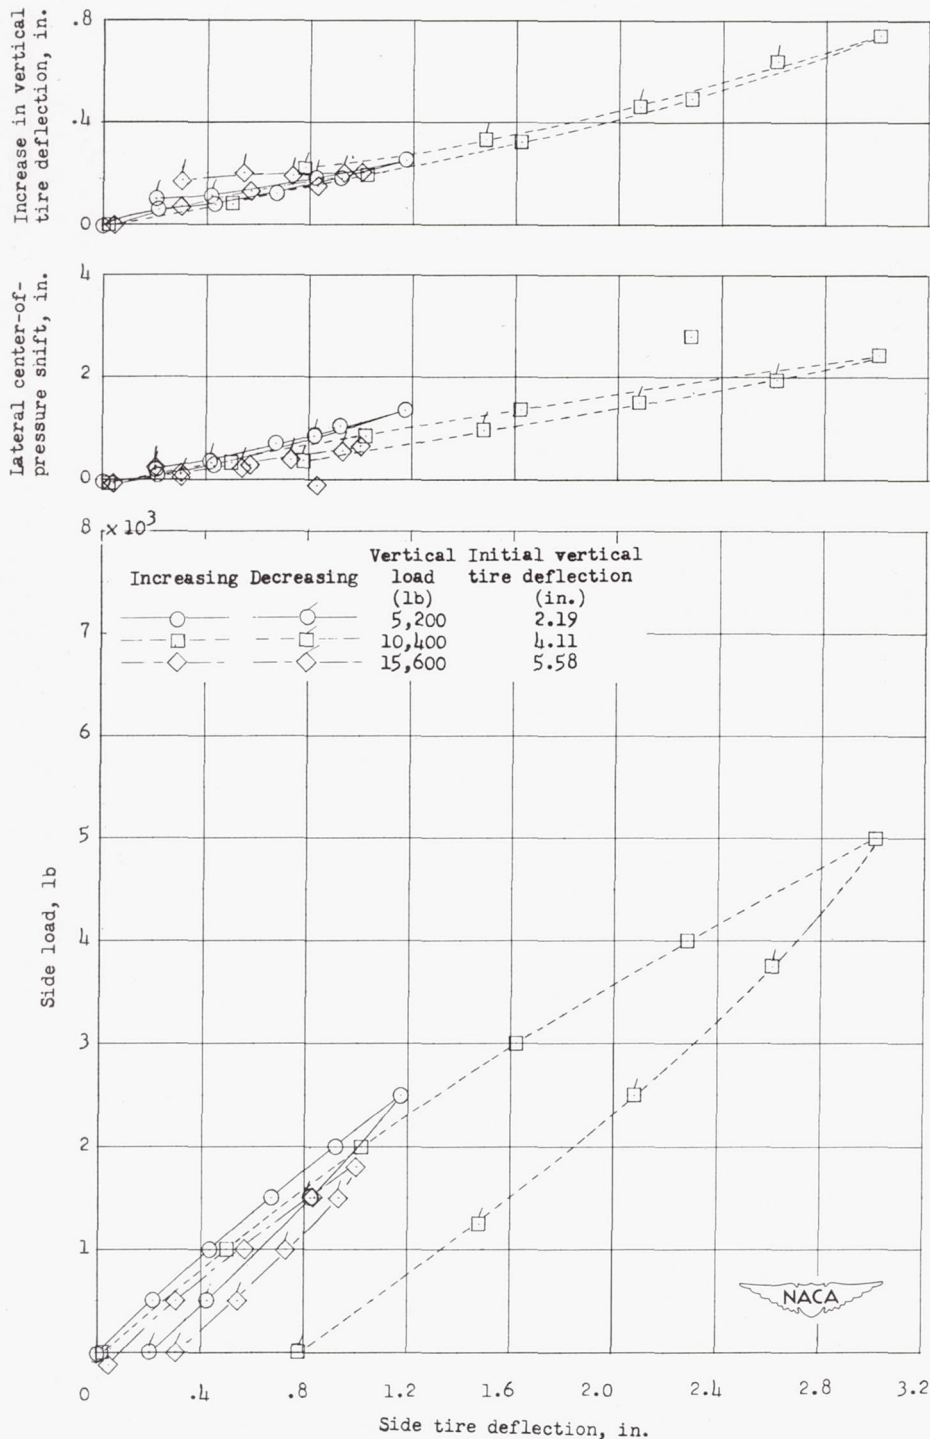 Increase in vertical
tire deflection, in.
.8
.4
0
Lateral center-of-
pressure shift, in.
4
2
0
8 x 10³
7
6
5
4
3
2
1
0
Side load, lb
Increasing Decreasing Vertical load (lb) Initial vertical tire deflection (in.)
5,200 2.19
10,400 4.11
15,600 5.58
NACA
.4 .8 1.2 1.6 2.0 2.4 2.8 3.2
Side tire deflection, in.